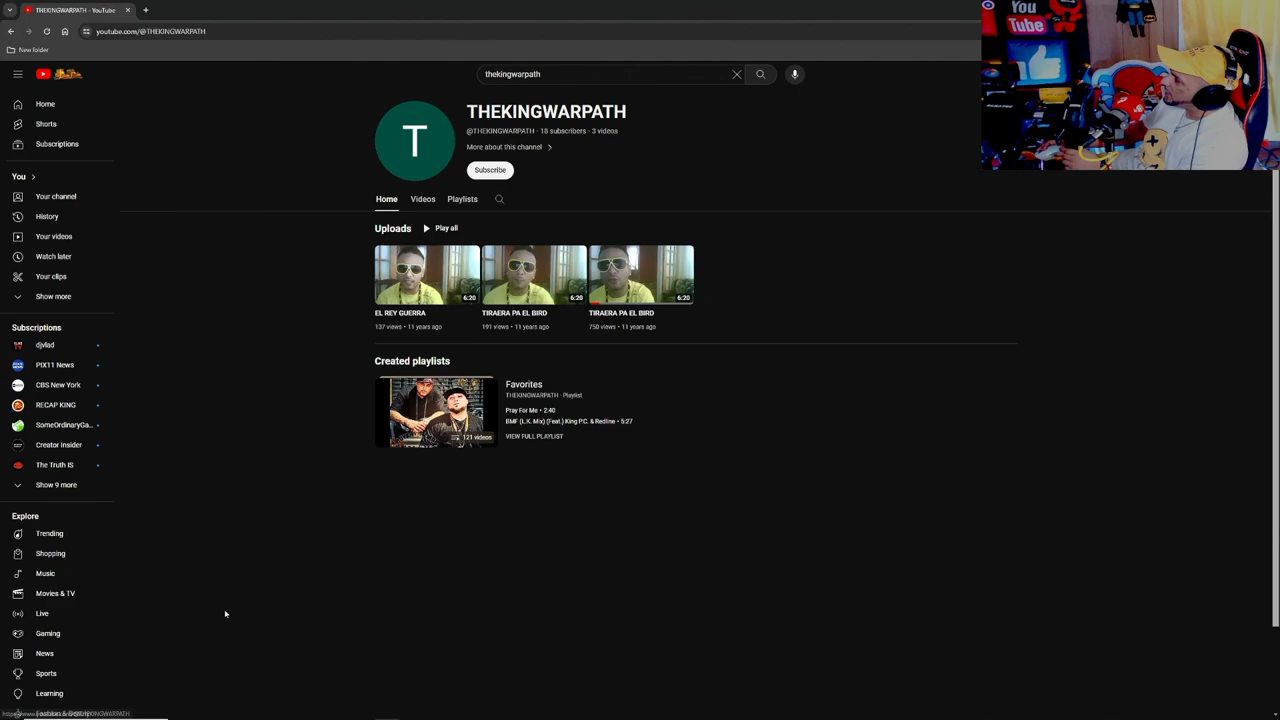 THEKINGWARPATH - YouTube
youtube.com/@THEKINGWARPATH
New folder
thekingwarpath
Home
Shorts
Subscriptions
You
Your channel
History
Your videos
Watch later
Your clips
Show more
Subscriptions
djvlad
PIX11 News
CBS New York
RECAP KING
SomeOrdinaryGa...
Creator Insider
The Truth IS
Show 9 more
Explore
Trending
Shopping
Music
Movies & TV
Live
Gaming
News
Sports
Learning
T
THEKINGWARPATH
@THEKINGWARPATH · 18 subscribers · 3 videos
More about this channel
Subscribe
Home Videos Playlists
Uploads Play all
6:20 6:20 6:20
EL REY GUERRA TIRAERA PA EL BIRD TIRAERA PA EL BIRD
137 views • 11 years ago 191 views • 11 years ago 750 views • 11 years ago
Created playlists
121 videos
Favorites
THEKINGWARPATH · Playlist
Pray For Me • 2:40
BMF (L.K. Mix) (Feat.) King P.C. & Redline • 5:27
VIEW FULL PLAYLIST
You
Tube